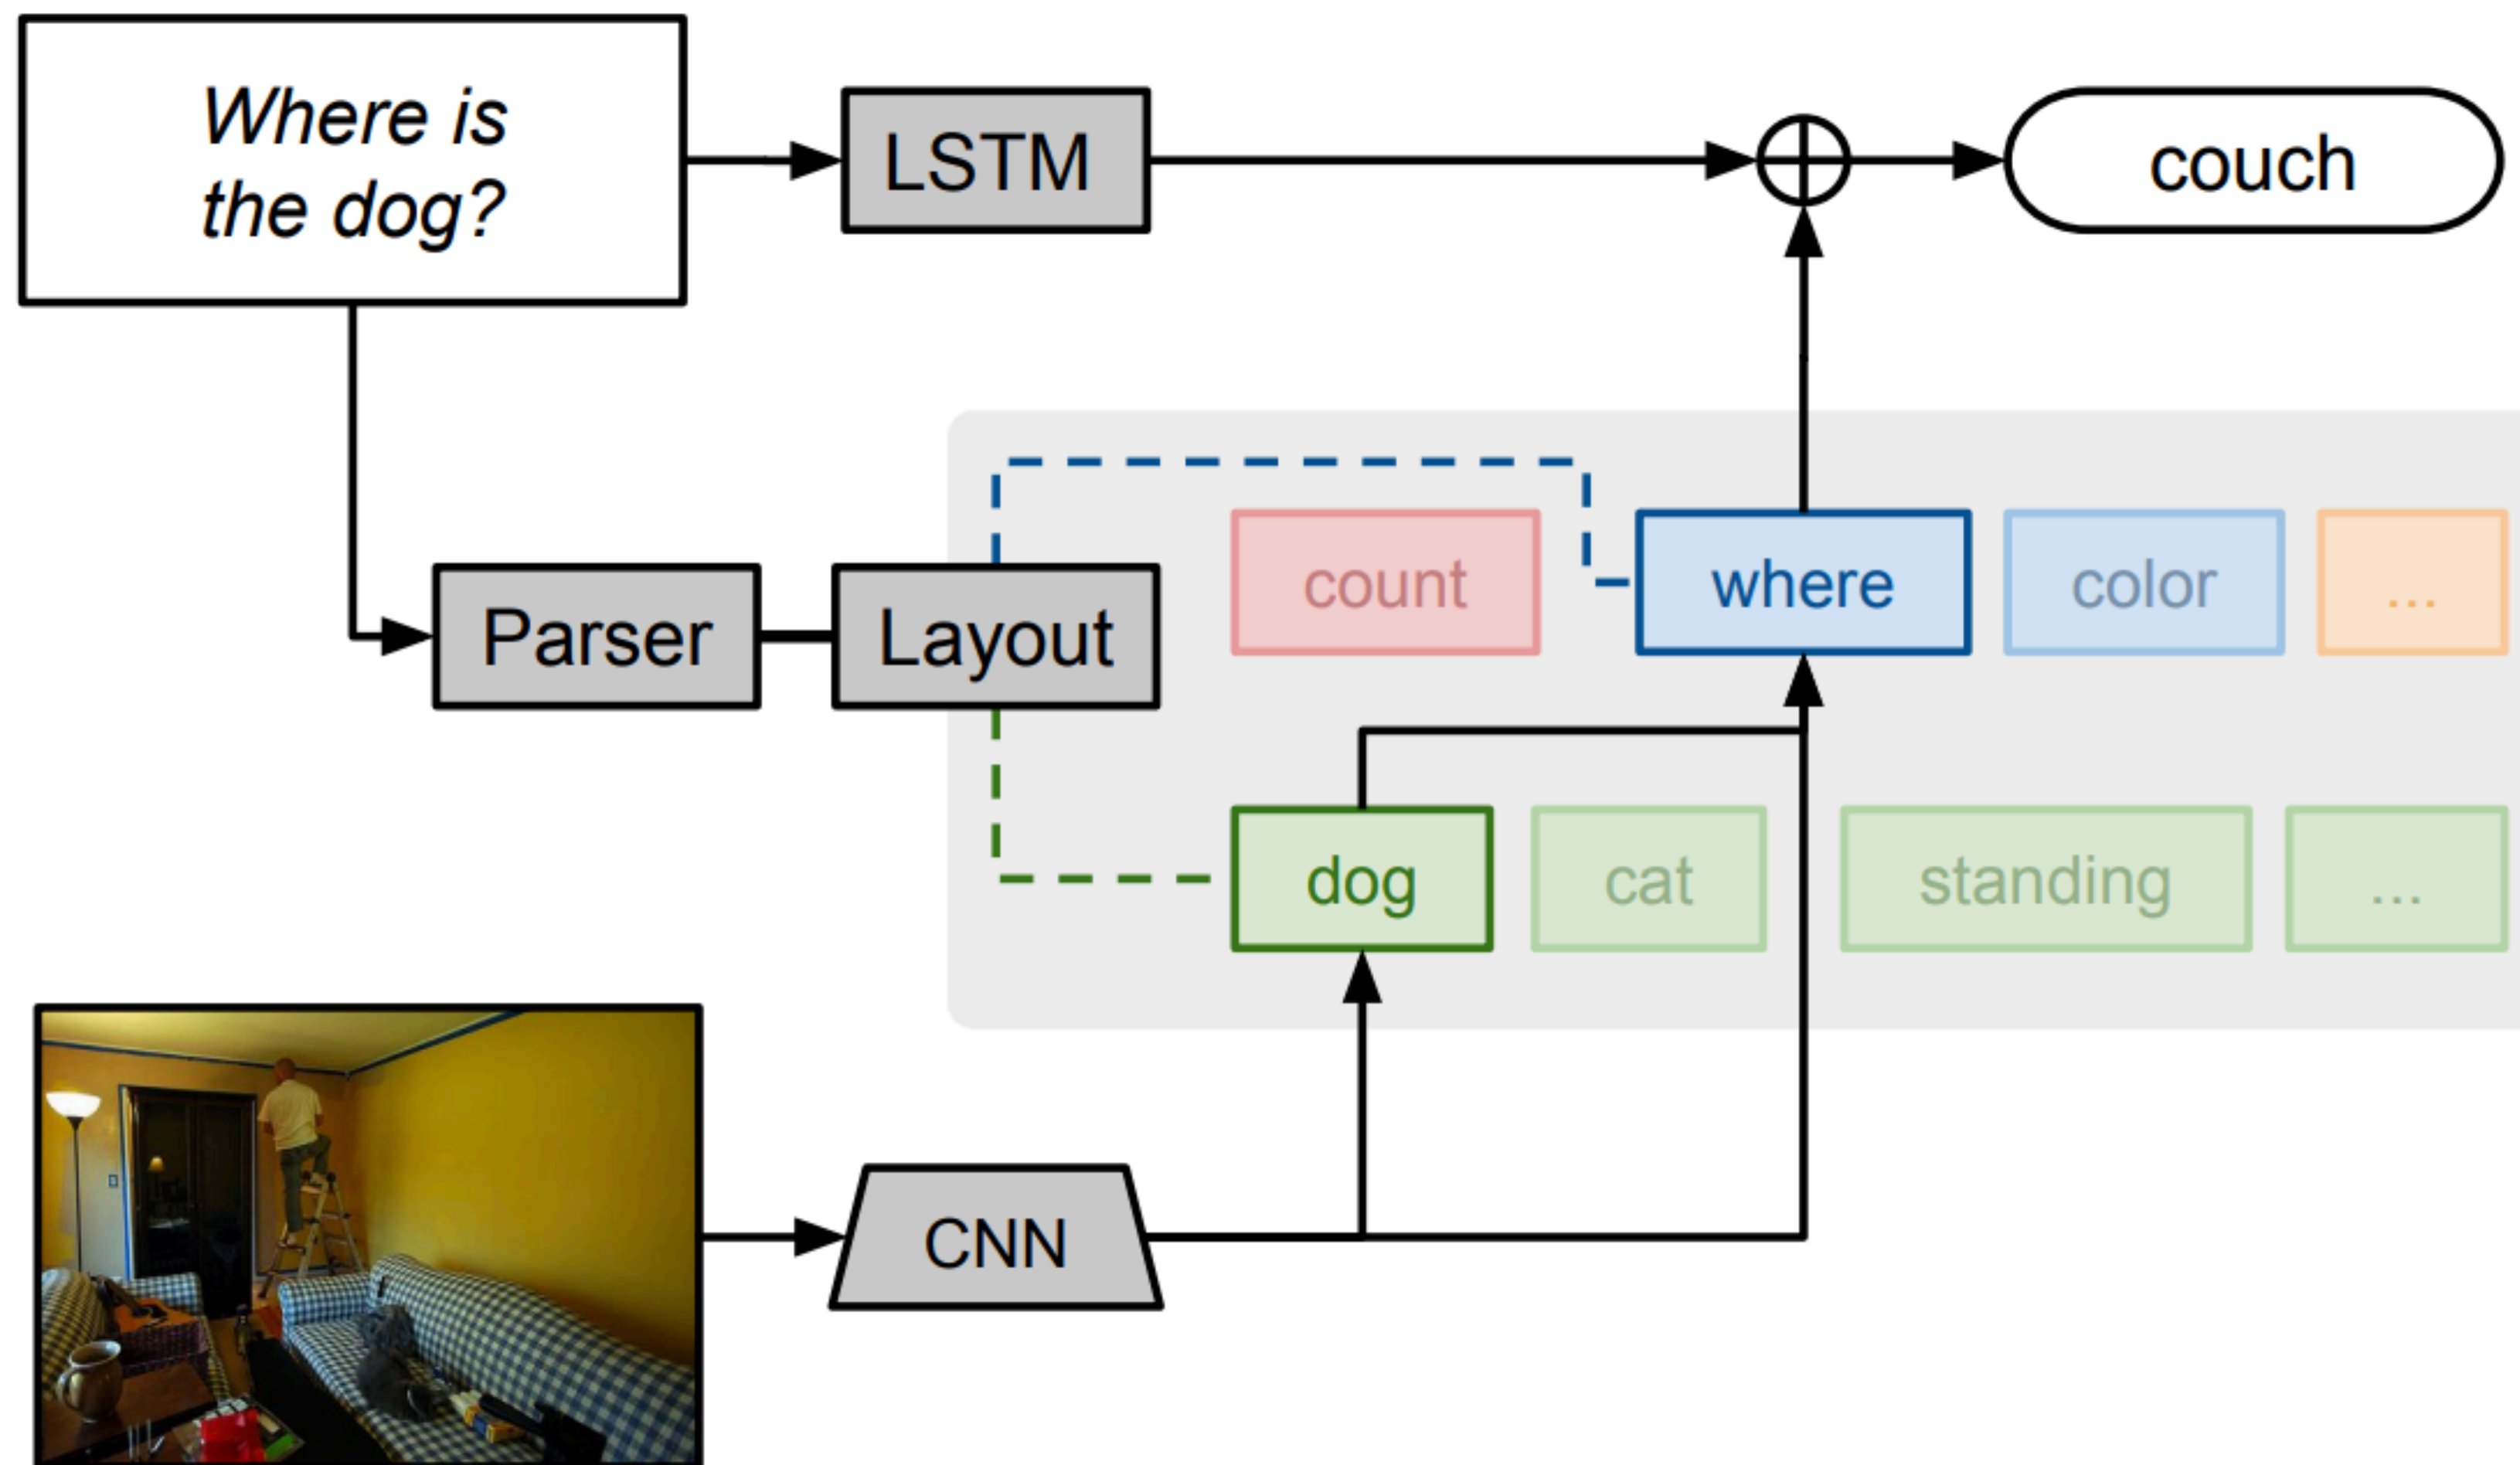 Where is
the dog?
LSTM
couch
count
where
color
...
Parser
Layout
dog
cat
standing
...
CNN